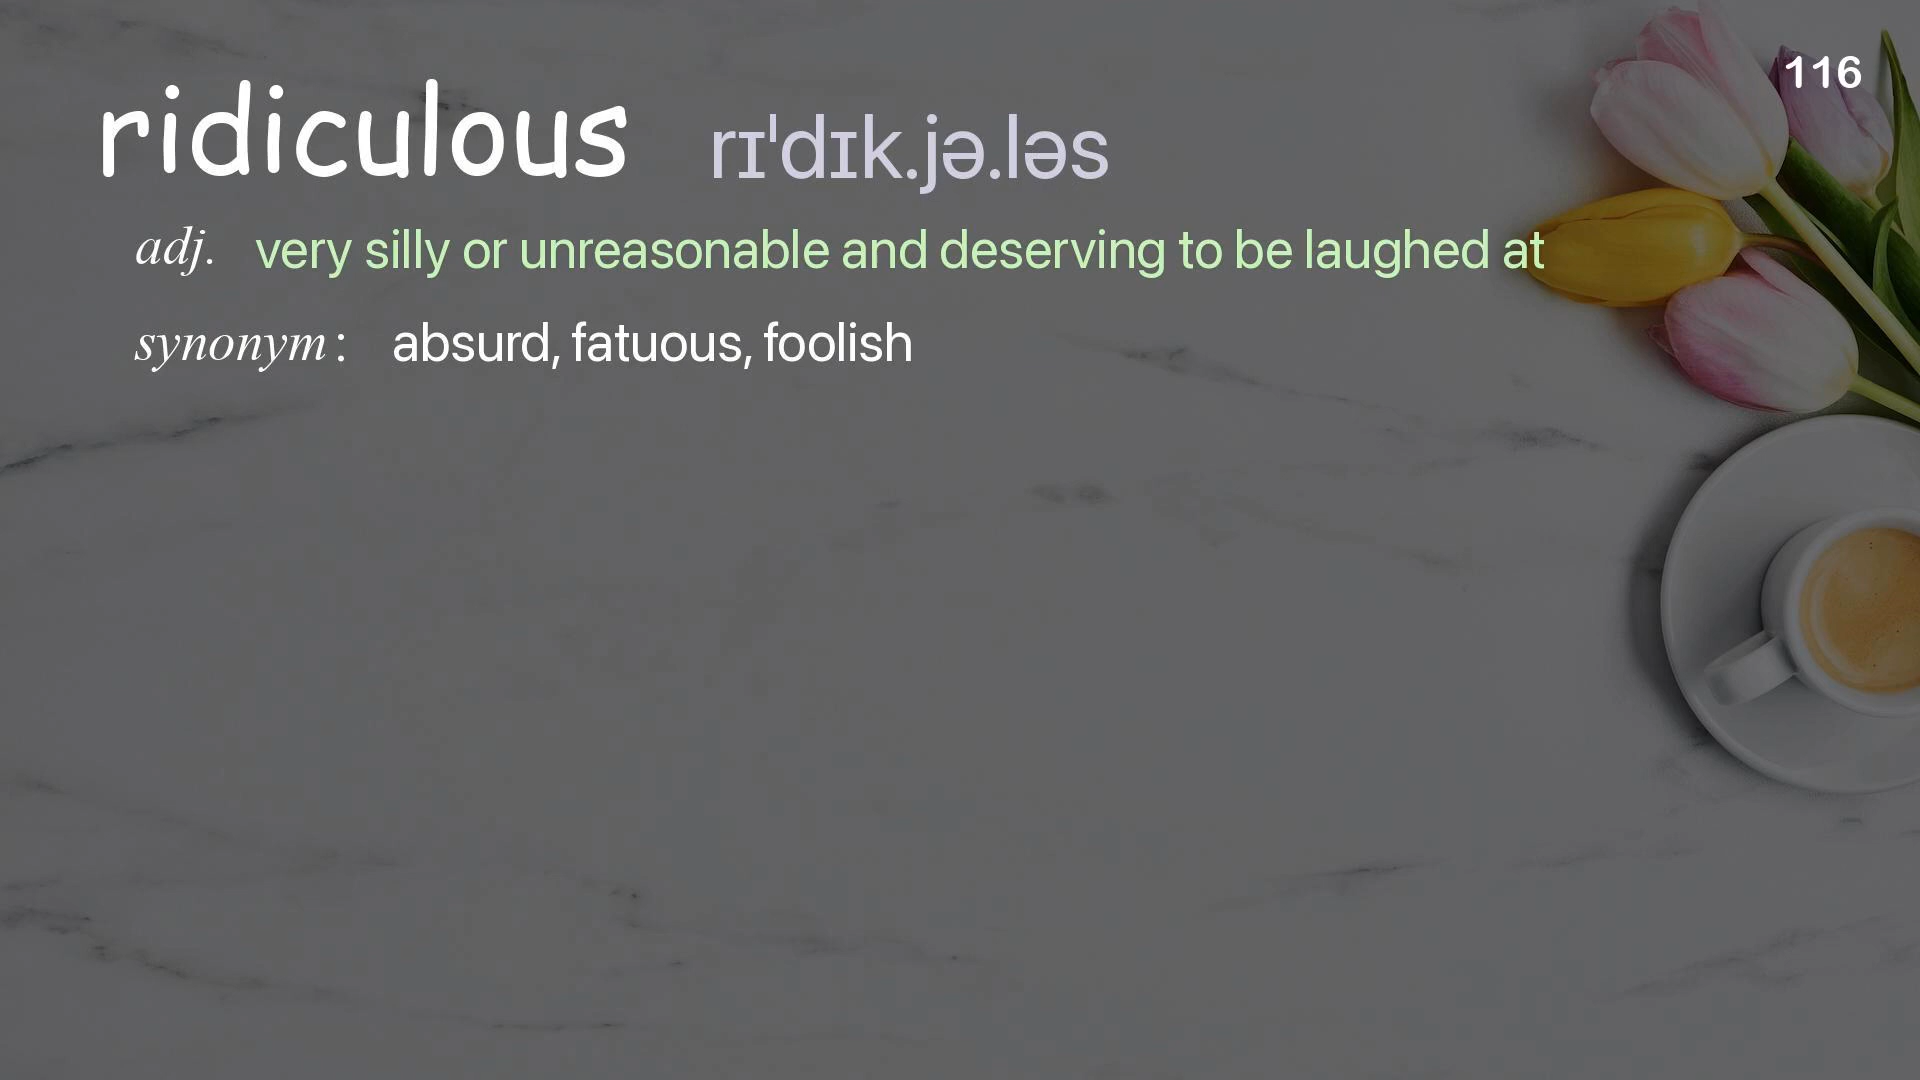 116
ridiculous rɪˈdɪk.jə.ləs
adj. very silly or unreasonable and deserving to be laughed at
synonym : absurd, fatuous, foolish